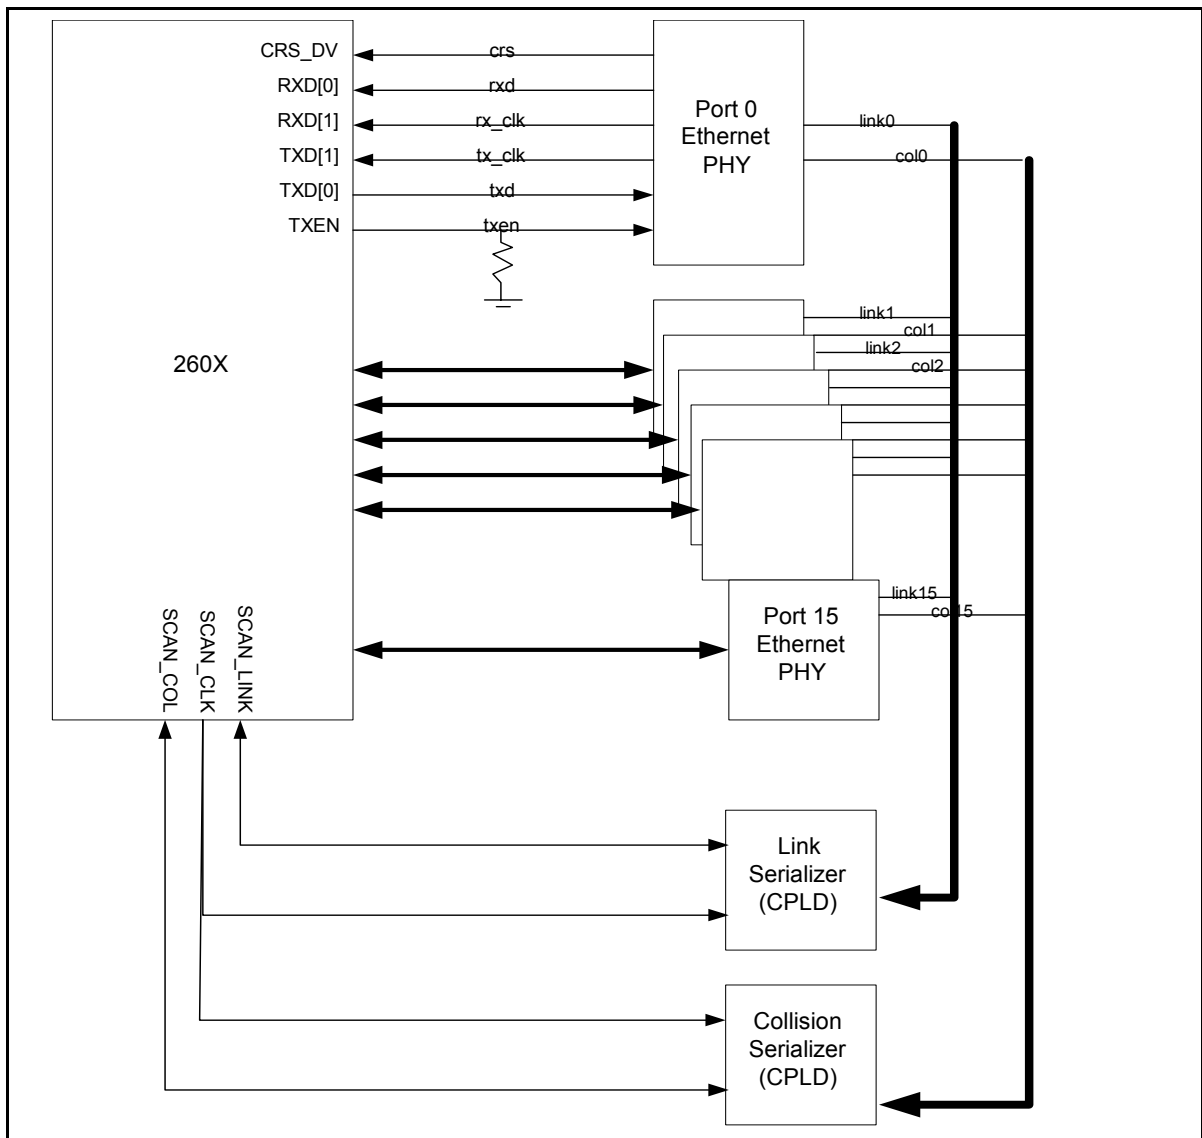 CRS_DV
crs
RXD[0]
rxd
RXD[1]
rx_clk
TXD[1]
tx_clk
TXD[0]
txd
TXEN
txen
Port 0
Ethernet
PHY
link0
col0
260X
link1
col1
link2
col2
link15
col15
Port 15
Ethernet
PHY
SCAN_COL
SCAN_CLK
SCAN_LINK
Link
Serializer
(CPLD)
Collision
Serializer
(CPLD)